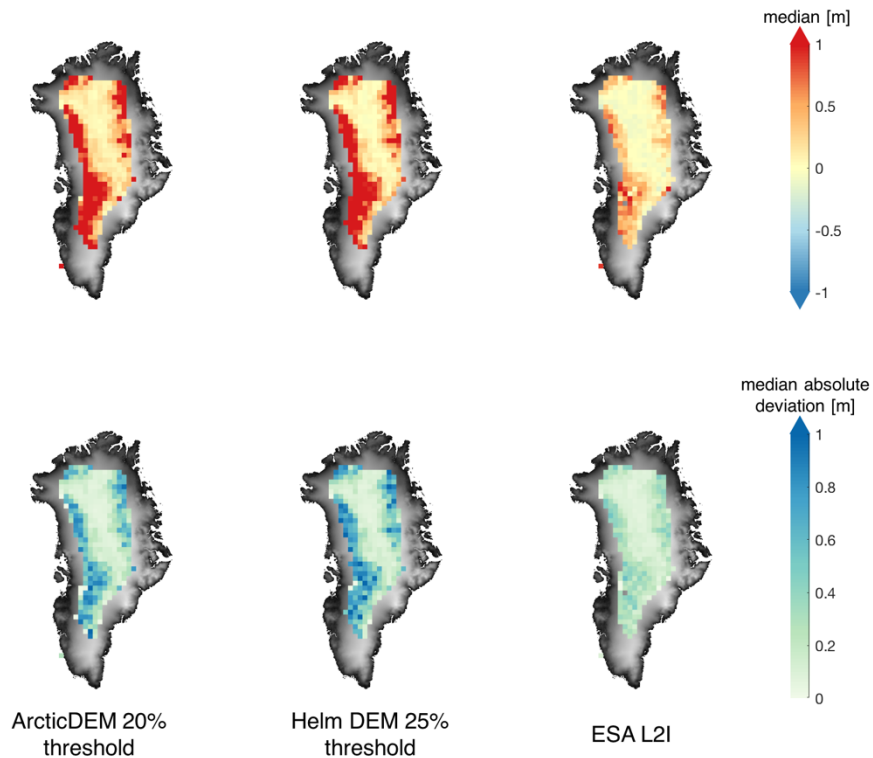 median [m]
1
0.5
0
-0.5
-1
median absolute
deviation [m]
1
0.8
0.6
0.4
0.2
0
ArcticDEM 20%
threshold
Helm DEM 25%
threshold
ESA L2I